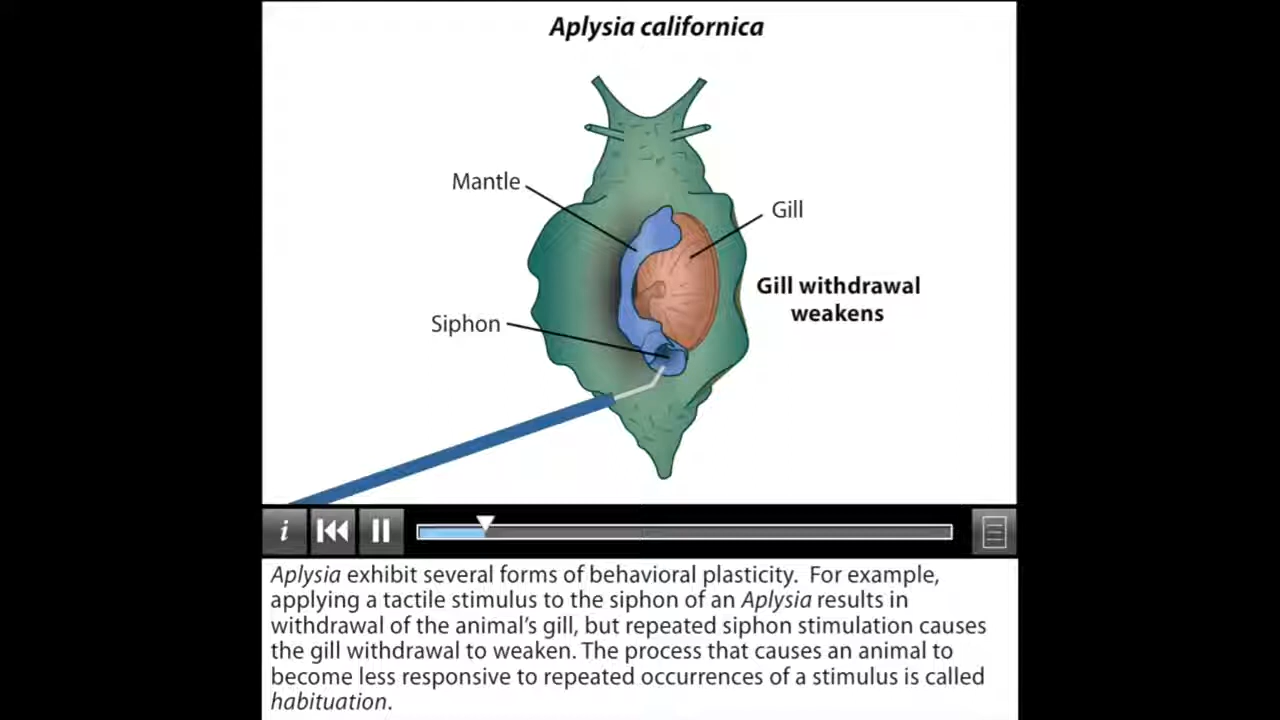 Aplysia californica
Mantle
Gill
Gill withdrawal
weakens
Siphon
i
Aplysia exhibit several forms of behavioral plasticity.  For example,
applying a tactile stimulus to the siphon of an Aplysia results in
withdrawal of the animal's gill, but repeated siphon stimulation causes
the gill withdrawal to weaken. The process that causes an animal to
become less responsive to repeated occurrences of a stimulus is called
habituation.